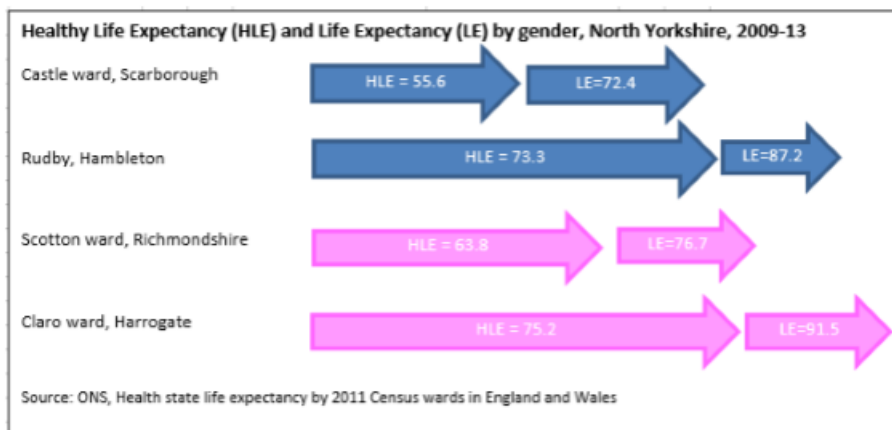 Healthy Life Expectancy (HLE) and Life Expectancy (LE) by gender, North Yorkshire, 2009-13
Castle ward, Scarborough HLE = 55.6 LE=72.4
Rudby, Hambleton HLE = 73.3 LE=87.2
Scotton ward, Richmondshire HLE = 63.8 LE=76.7
Claro ward, Harrogate HLE = 75.2 LE=91.5
Source: ONS, Health state life expectancy by 2011 Census wards in England and Wales